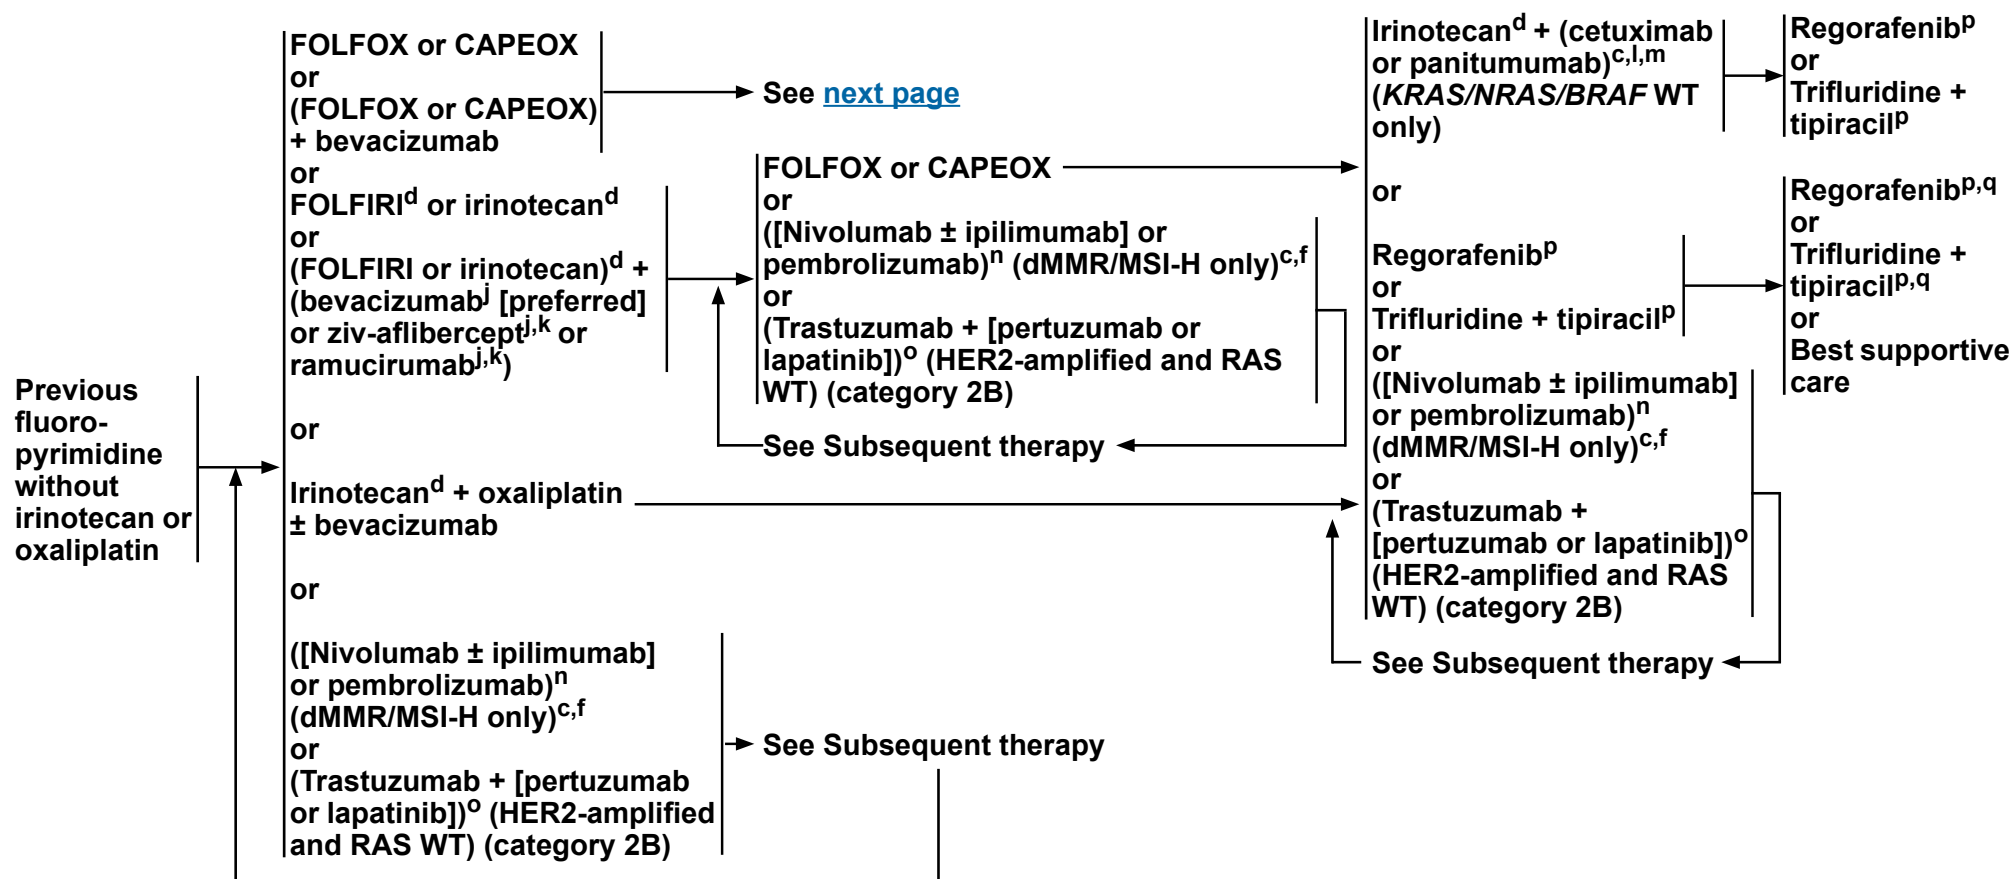 Previous
fluoro-
pyrimidine
without
irinotecan or
oxaliplatin
FOLFOX or CAPEOX
or
(FOLFOX or CAPEOX)
+ bevacizumab
or
FOLFIRIᵈ or irinotecanᵈ
or
(FOLFIRI or irinotecan)ᵈ +
(bevacizumabʲ [preferred]
or ziv-afliberceptʲ,ᵏ or
ramucirumabʲ,ᵏ)
or
Irinotecanᵈ + oxaliplatin
± bevacizumab
or
([Nivolumab ± ipilimumab]
or pembrolizumab)ⁿ
(dMMR/MSI-H only)ᶜ,ᶠ
or
(Trastuzumab + [pertuzumab
or lapatinib])ᵒ (HER2-amplified
and RAS WT) (category 2B)
See next page
FOLFOX or CAPEOX
or
([Nivolumab ± ipilimumab] or
pembrolizumab)ⁿ (dMMR/MSI-H only)ᶜ,ᶠ
or
(Trastuzumab + [pertuzumab or
lapatinib])ᵒ (HER2-amplified and RAS
WT) (category 2B)
See Subsequent therapy
See Subsequent therapy
Irinotecanᵈ + (cetuximab
or panitumumab)ᶜ,ˡ,ᵐ
(KRAS/NRAS/BRAF WT
only)
or
Regorafenibᵖ
or
Trifluridine + tipiracilᵖ
or
([Nivolumab ± ipilimumab]
or pembrolizumab)ⁿ
(dMMR/MSI-H only)ᶜ,ᶠ
or
(Trastuzumab +
[pertuzumab or lapatinib])ᵒ
(HER2-amplified and RAS
WT) (category 2B)
See Subsequent therapy
Regorafenibᵖ
or
Trifluridine +
tipiracilᵖ
Regorafenibᵖ,q
or
Trifluridine +
tipiracilᵖ,q
or
Best supportive
care